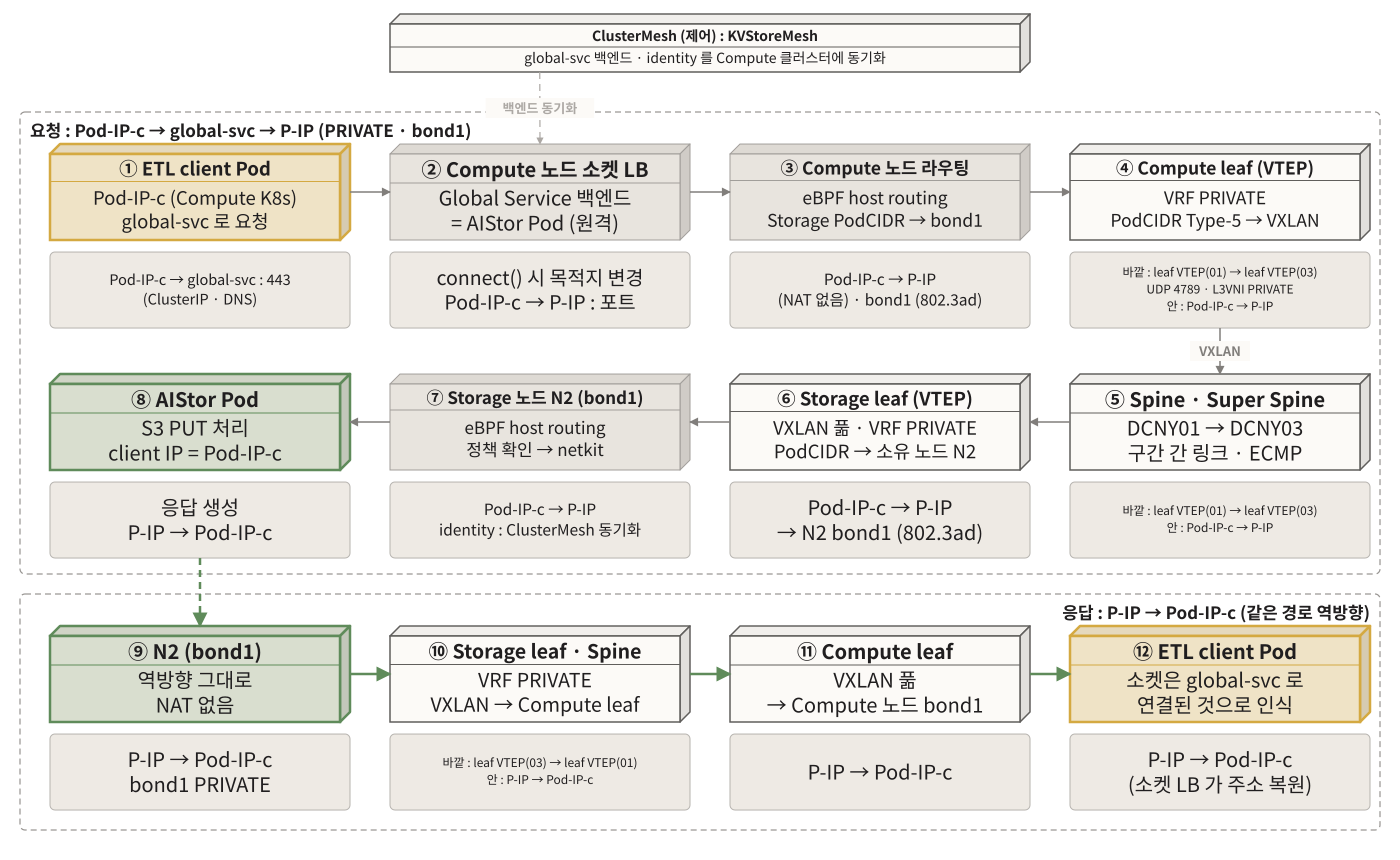 ClusterMesh (제어) : KVStoreMesh
global-svc 백엔드 · identity 를 Compute 클러스터에 동기화
백엔드 동기화
요청 : Pod-IP-c → global-svc → P-IP (PRIVATE · bond1)
① ETL client Pod
Pod-IP-c (Compute K8s)
global-svc 로 요청
② Compute 노드 소켓 LB
Global Service 백엔드
= AIStor Pod (원격)
③ Compute 노드 라우팅
eBPF host routing
Storage PodCIDR → bond1
④ Compute leaf (VTEP)
VRF PRIVATE
PodCIDR Type-5 → VXLAN
Pod-IP-c → global-svc : 443
(ClusterIP · DNS)
connect() 시 목적지 변경
Pod-IP-c → P-IP : 포트
Pod-IP-c → P-IP
(NAT 없음) · bond1 (802.3ad)
바깥 : leaf VTEP(01) → leaf VTEP(03)
UDP 4789 · L3VNI PRIVATE
안 : Pod-IP-c → P-IP
VXLAN
⑧ AIStor Pod
S3 PUT 처리
client IP = Pod-IP-c
⑦ Storage 노드 N2 (bond1)
eBPF host routing
정책 확인 → netkit
⑥ Storage leaf (VTEP)
VXLAN 풂 · VRF PRIVATE
PodCIDR → 소유 노드 N2
⑤ Spine · Super Spine
DCNY01 → DCNY03
구간 간 링크 · ECMP
응답 생성
P-IP → Pod-IP-c
Pod-IP-c → P-IP
identity : ClusterMesh 동기화
Pod-IP-c → P-IP
→ N2 bond1 (802.3ad)
바깥 : leaf VTEP(01) → leaf VTEP(03)
안 : Pod-IP-c → P-IP
응답 : P-IP → Pod-IP-c (같은 경로 역방향)
⑨ N2 (bond1)
역방향 그대로
NAT 없음
⑩ Storage leaf · Spine
VRF PRIVATE
VXLAN → Compute leaf
⑪ Compute leaf
VXLAN 풂
→ Compute 노드 bond1
⑫ ETL client Pod
소켓은 global-svc 로
연결된 것으로 인식
P-IP → Pod-IP-c
bond1 PRIVATE
바깥 : leaf VTEP(03) → leaf VTEP(01)
안 : P-IP → Pod-IP-c
P-IP → Pod-IP-c
P-IP → Pod-IP-c
(소켓 LB 가 주소 복원)